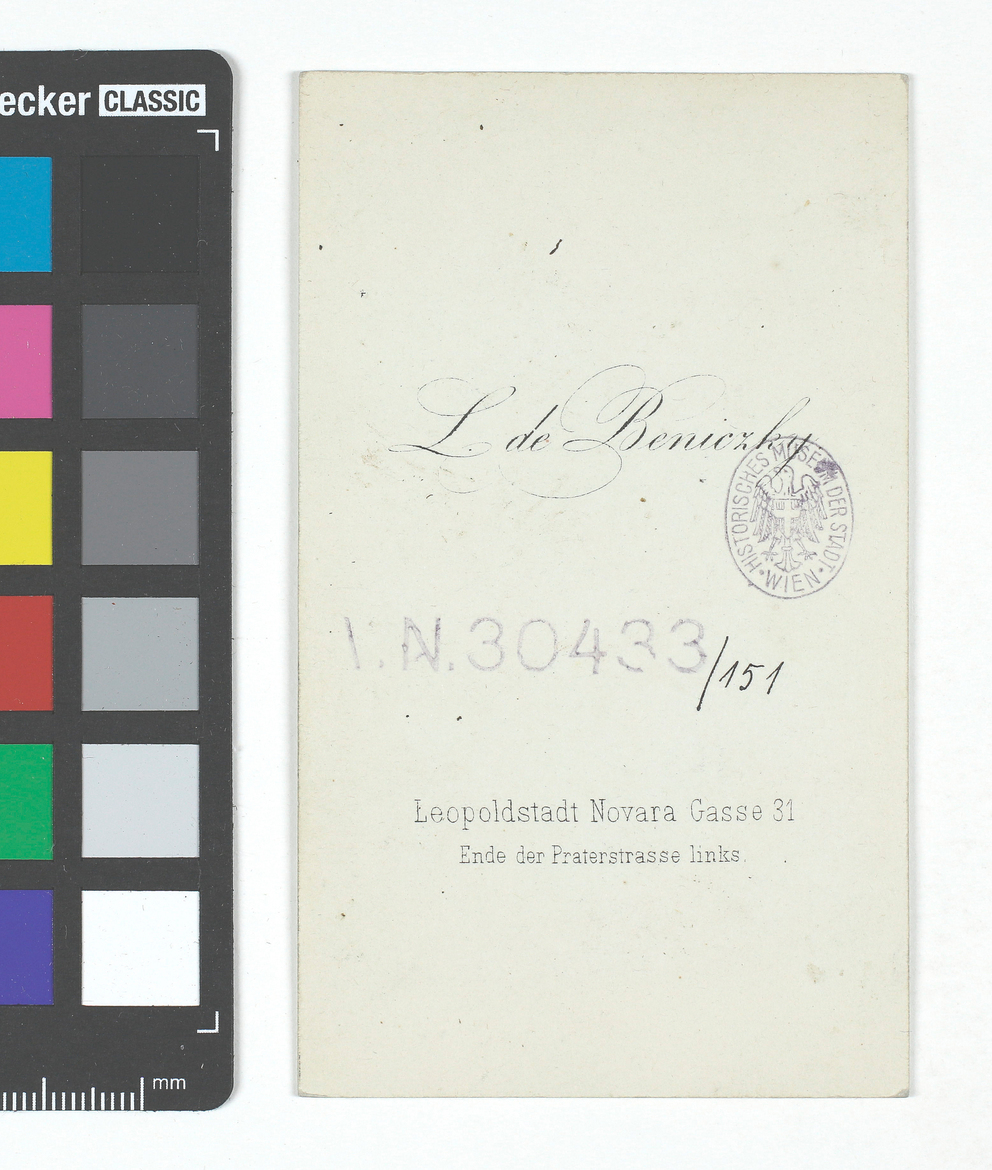 ecker CLASSIC
L. de Beniczky.
HISTORISCHES MUSEUM DER STADT
• WIEN •
I.N. 30433/151
Leopoldstadt Novara Gasse 31
Ende der Praterstrasse links.
mm